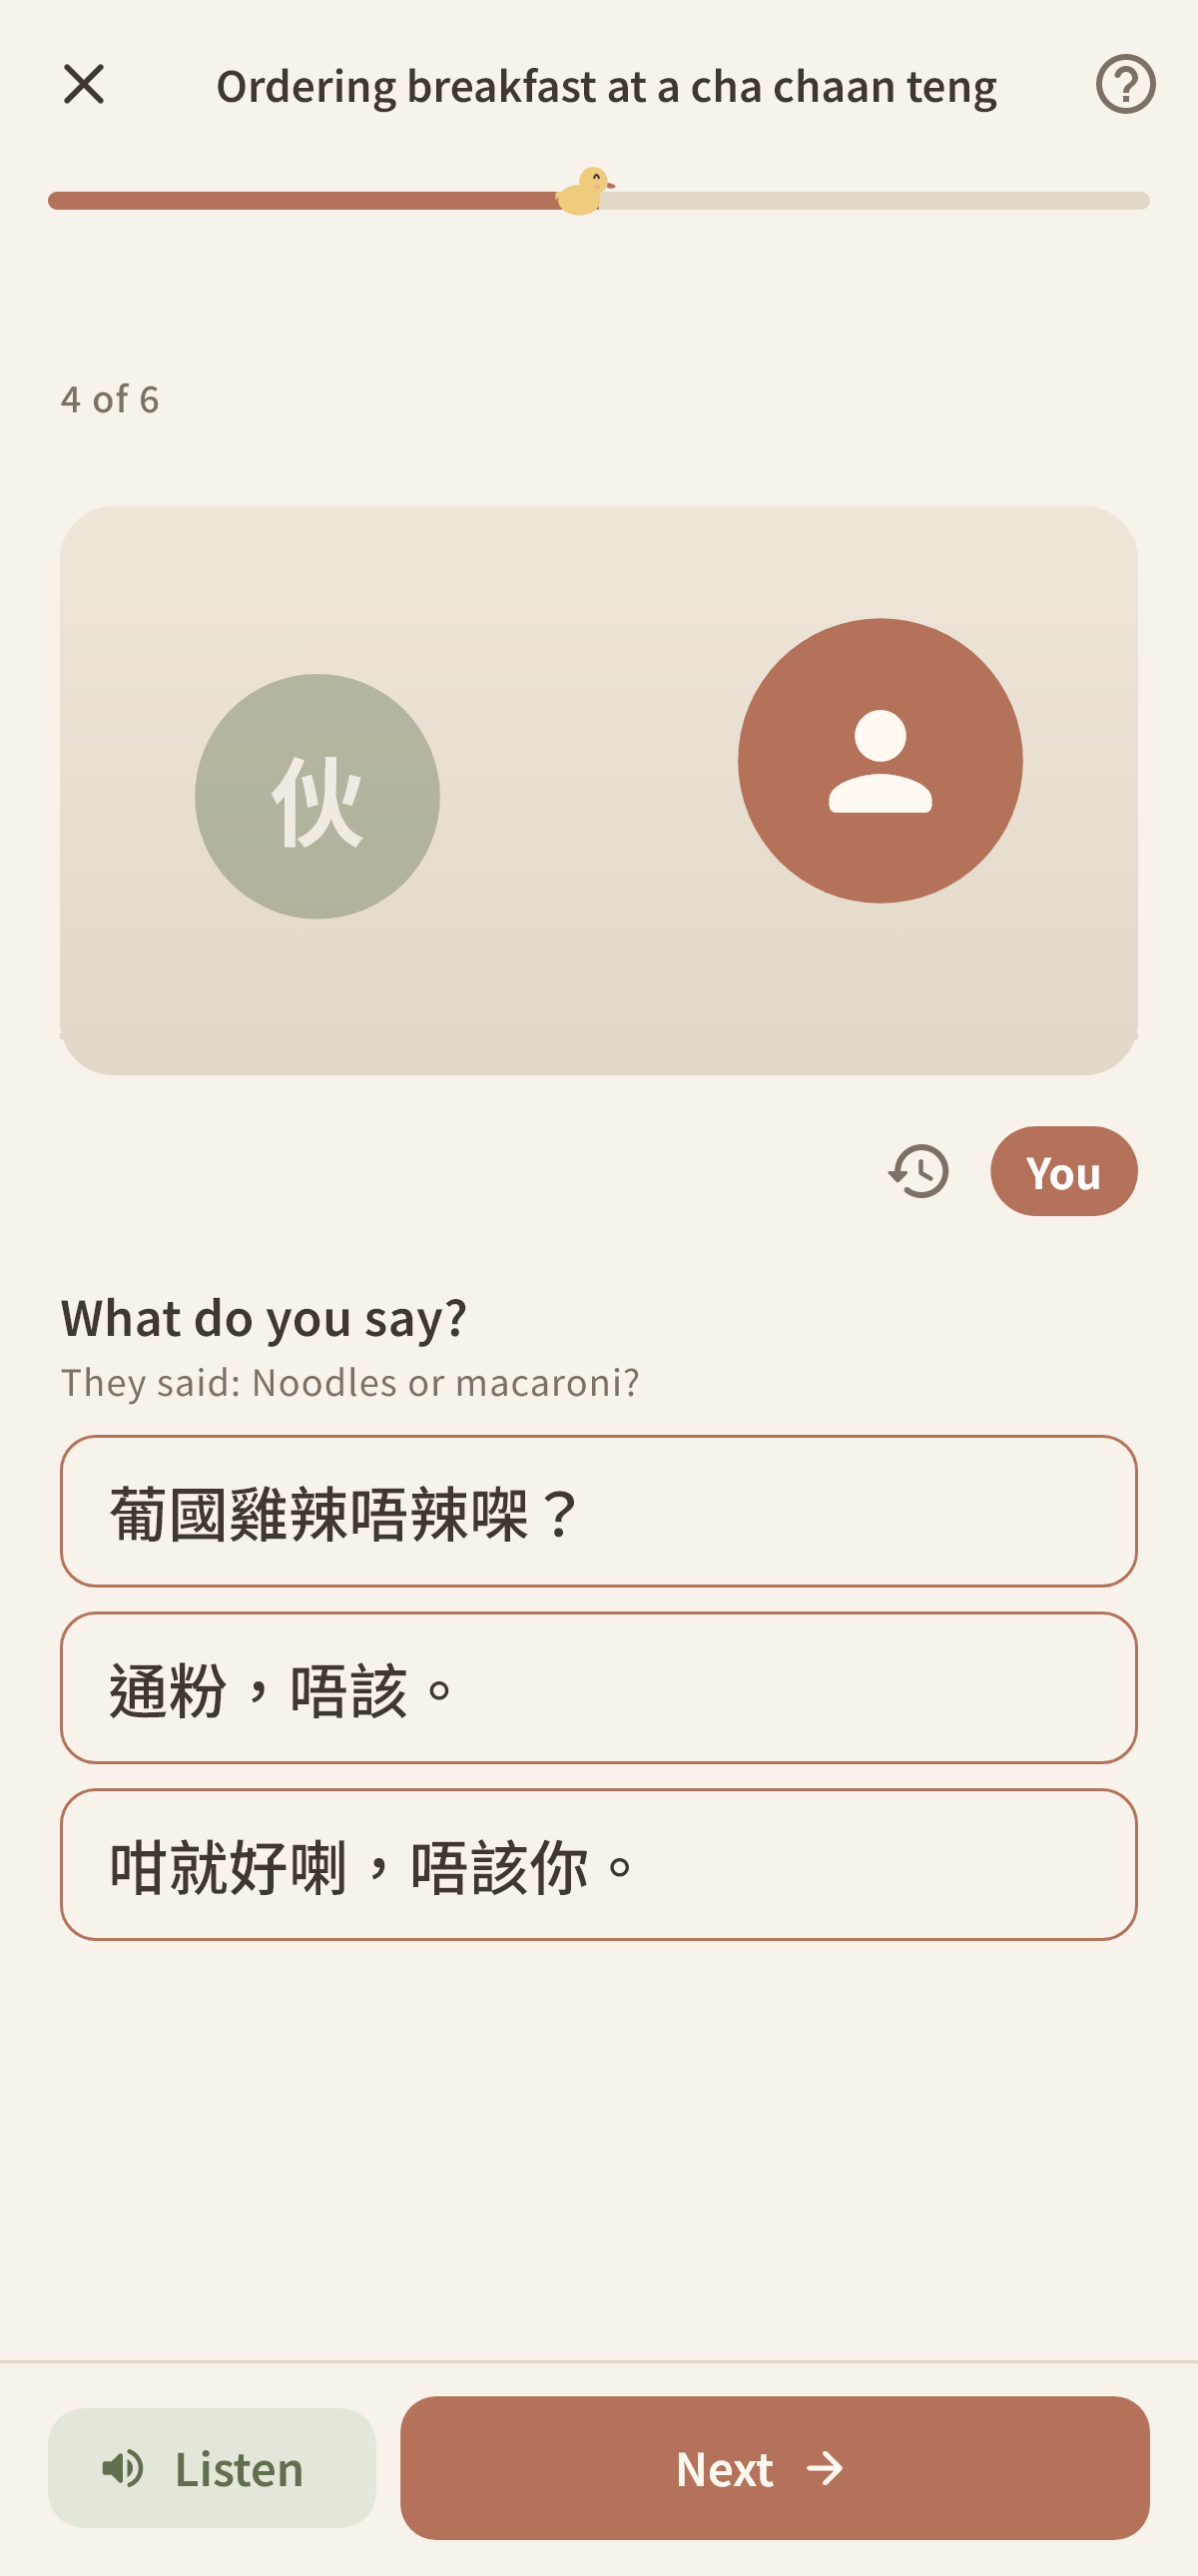 Ordering breakfast at a cha chaan teng
4 of 6
伙
You
What do you say?
They said: Noodles or macaroni?
葡國雞辣唔辣㗎？
通粉，唔該。
咁就好喇，唔該你。
Listen
Next